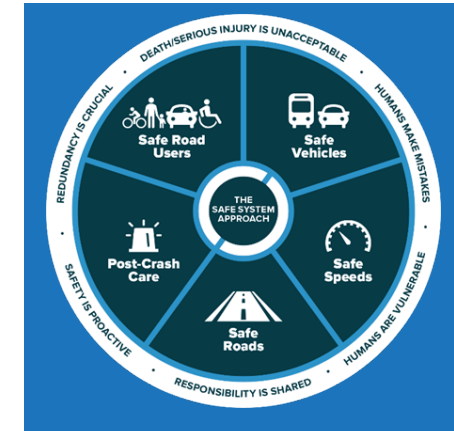 DEATH/SERIOUS INJURY IS UNACCEPTABLE
HUMANS MAKE MISTAKES
HUMANS ARE VULNERABLE
RESPONSIBILITY IS SHARED
SAFETY IS PROACTIVE
REDUNDANCY IS CRUCIAL
Safe Road
Users
Safe
Vehicles
THE
SAFE SYSTEM
APPROACH
Post-Crash
Care
Safe
Speeds
Safe
Roads